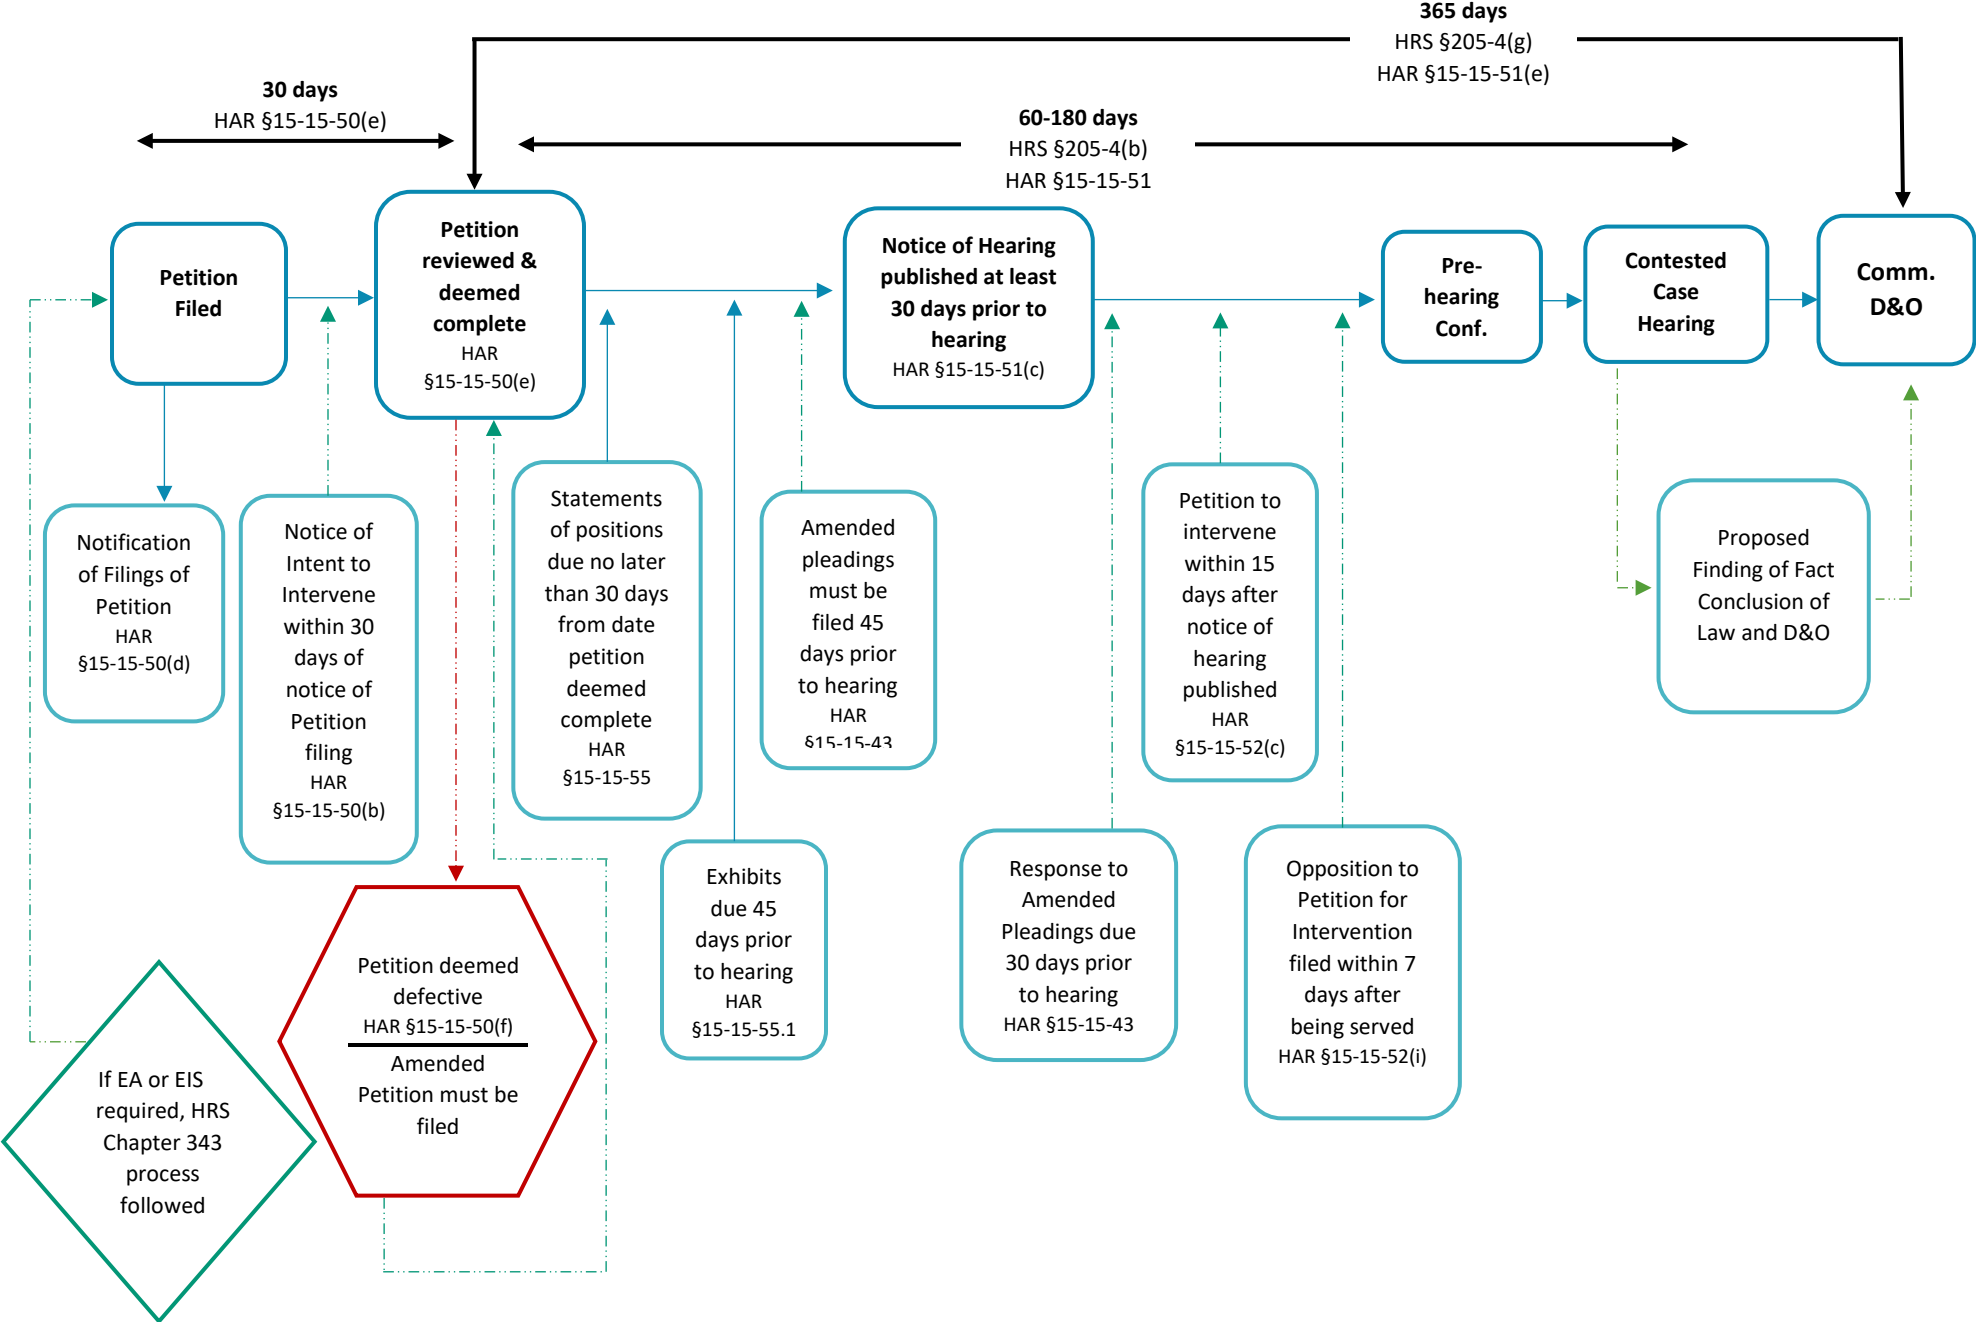 365 days
HRS §205-4(g)
HAR §15-15-51(e)
30 days
HAR §15-15-50(e)
60-180 days
HRS §205-4(b)
HAR §15-15-51
Petition
Filed
Petition
reviewed &
deemed
complete
HAR
§15-15-50(e)
Notice of Hearing
published at least
30 days prior to
hearing
HAR §15-15-51(c)
Pre-
hearing
Conf.
Contested
Case
Hearing
Comm.
D&O
Notification
of Filings of
Petition
HAR
§15-15-50(d)
Notice of
Intent to
Intervene
within 30
days of
notice of
Petition
filing
HAR
§15-15-50(b)
Statements
of positions
due no later
than 30 days
from date
petition
deemed
complete
HAR
§15-15-55
Amended
pleadings
must be
filed 45
days prior
to hearing
HAR
§15-15-43
Petition to
intervene
within 15
days after
notice of
hearing
published
HAR
§15-15-52(c)
Proposed
Finding of Fact
Conclusion of
Law and D&O
Exhibits
due 45
days prior
to hearing
HAR
§15-15-55.1
Response to
Amended
Pleadings due
30 days prior
to hearing
HAR §15-15-43
Opposition to
Petition for
Intervention
filed within 7
days after
being served
HAR §15-15-52(i)
Petition deemed
defective
HAR §15-15-50(f)
Amended
Petition must be
filed
If EA or EIS
required, HRS
Chapter 343
process
followed